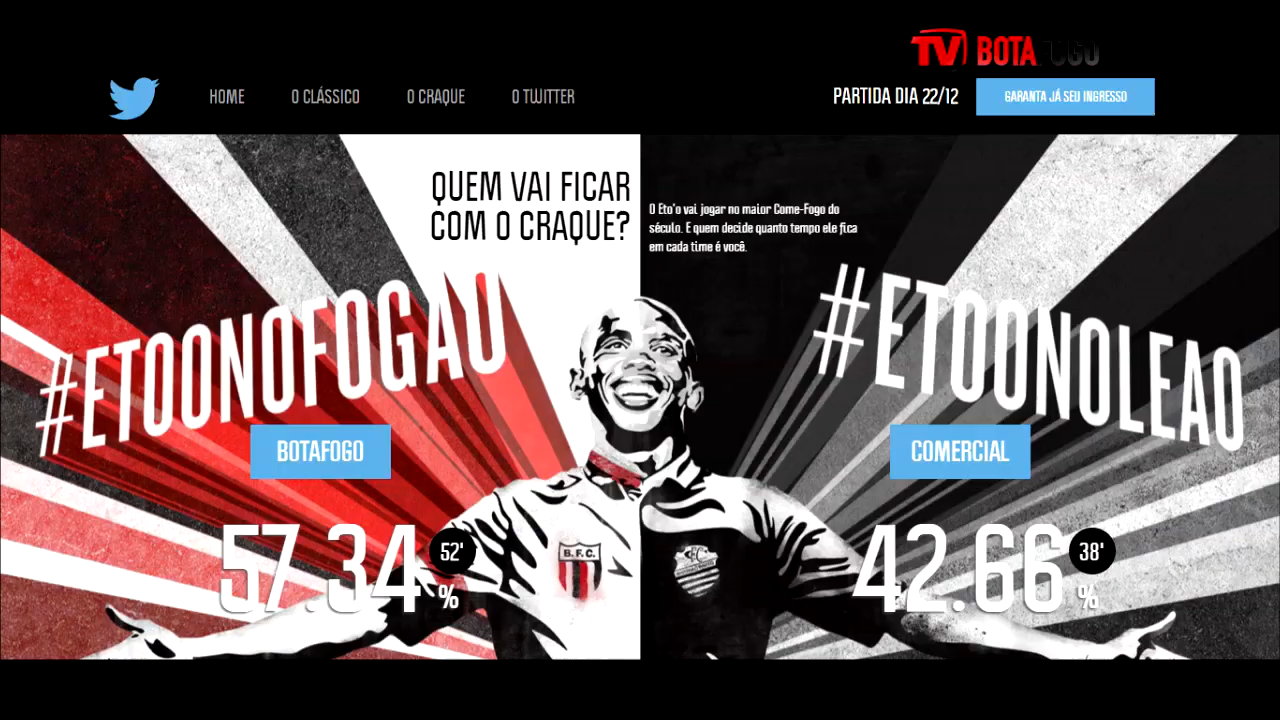 TV BOTAFOGO
HOME O CLÁSSICO O CRAQUE O TWITTER
PARTIDA DIA 22/12 GARANTA JÁ SEU INGRESSO
QUEM VAI FICAR
COM O CRAQUE?
O Eto'o vai jogar no maior Come-Fogo do
século. E quem decide quanto tempo ele fica
em cada time é você.
#ETOONOFOGAO
#ETOONOLEAO
BOTAFOGO
COMERCIAL
57.34% 52'
42.66% 38'
B.F.C.